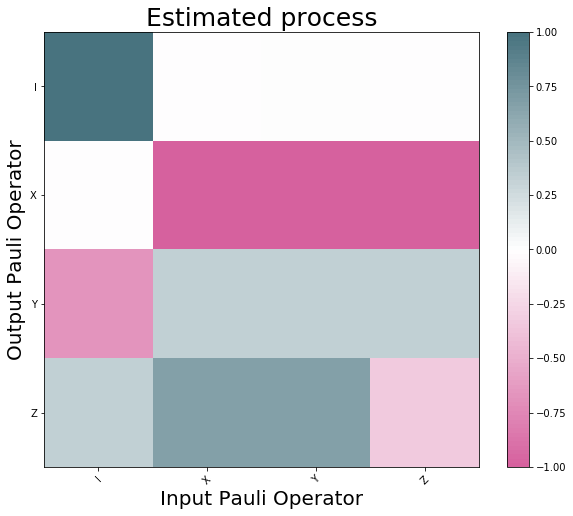 Estimated process
Output Pauli Operator
I
X
Y
Z
I
X
Y
Z
Input Pauli Operator
1.00
0.75
0.50
0.25
0.00
−0.25
−0.50
−0.75
−1.00